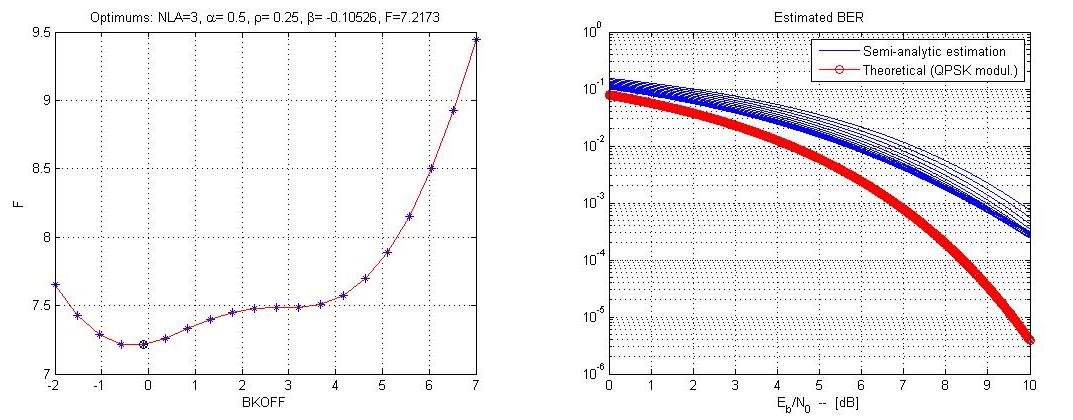 Optimums: NLA=3, α= 0.5, ρ= 0.25, β= -0.10526, F=7.2173
9.5
9
8.5
8
7.5
7
F
-2 -1 0 1 2 3 4 5 6 7
BKOFF
Estimated BER
Semi-analytic estimation
Theoretical (QPSK modul.)
10^0
10^-1
10^-2
10^-3
10^-4
10^-5
10^-6
0 1 2 3 4 5 6 7 8 9 10
E_b/N_0 -- [dB]